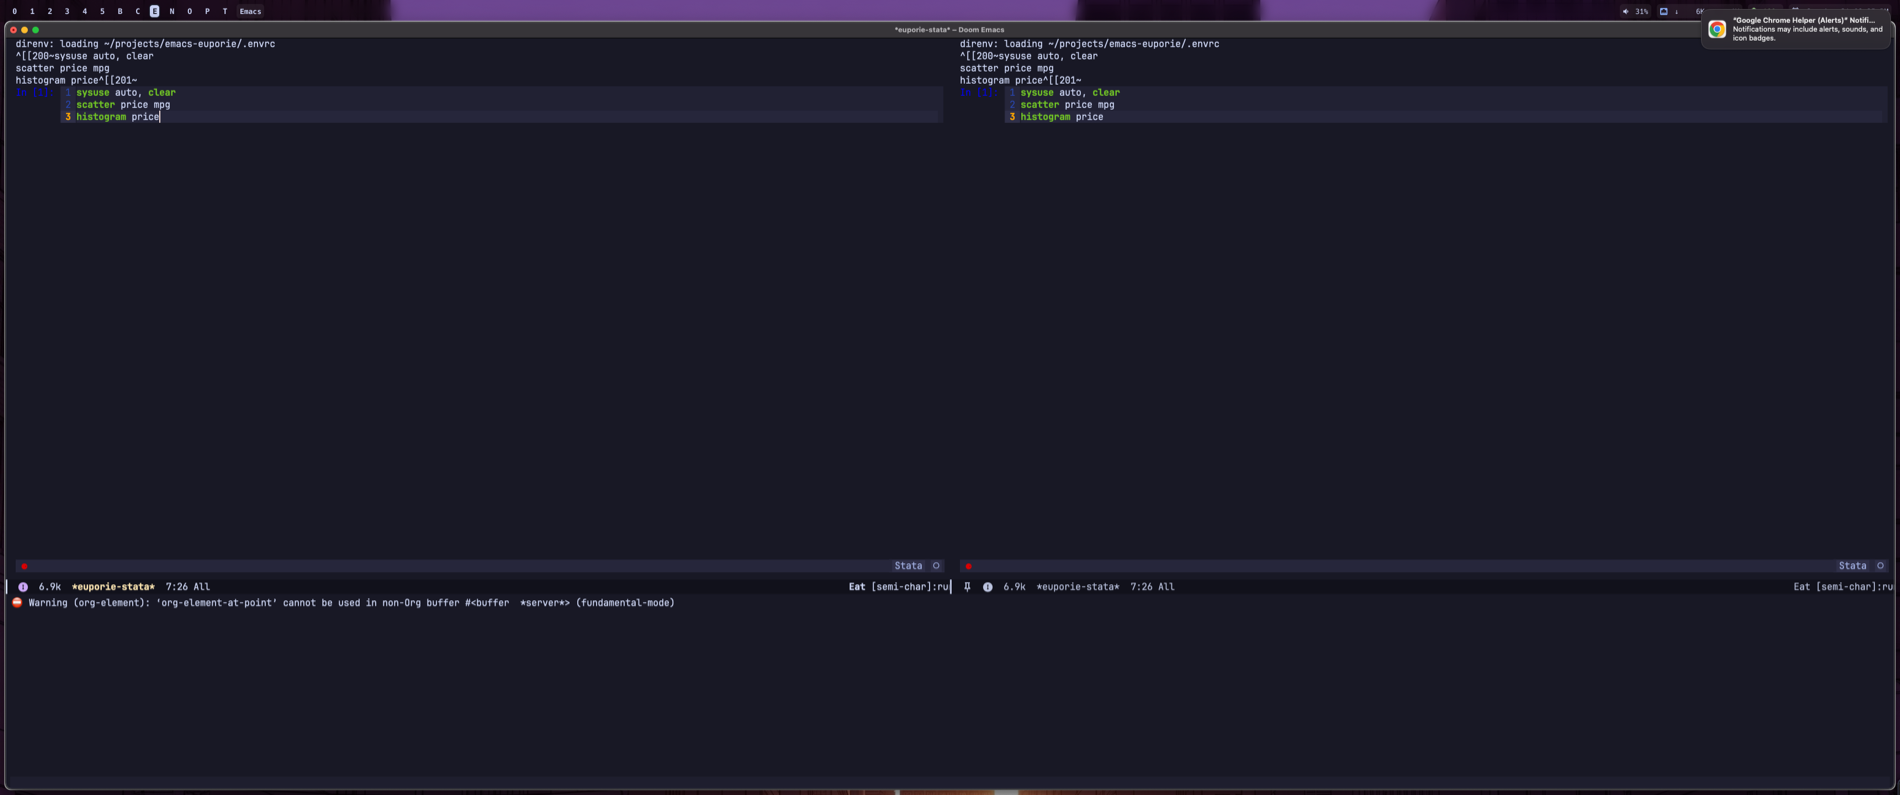 0 1 2 3 4 5 B C E N O P T Emacs
31%
"Google Chrome Helper (Alerts)" Notifi...
Notifications may include alerts, sounds, and
icon badges.
*euporie-stata* – Doom Emacs
direnv: loading ~/projects/emacs-euporie/.envrc
^[[200~sysuse auto, clear
scatter price mpg
histogram price^[[201~
1 sysuse auto, clear
2 scatter price mpg
3 histogram price
Stata
6.9k *euporie-stata* 7:26 All Eat [semi-char]:ru
direnv: loading ~/projects/emacs-euporie/.envrc
^[[200~sysuse auto, clear
scatter price mpg
histogram price^[[201~
1 sysuse auto, clear
2 scatter price mpg
3 histogram price
Stata
6.9k *euporie-stata* 7:26 All Eat [semi-char]:ru
Warning (org-element): ‘org-element-at-point’ cannot be used in non-Org buffer #<buffer  *server*> (fundamental-mode)